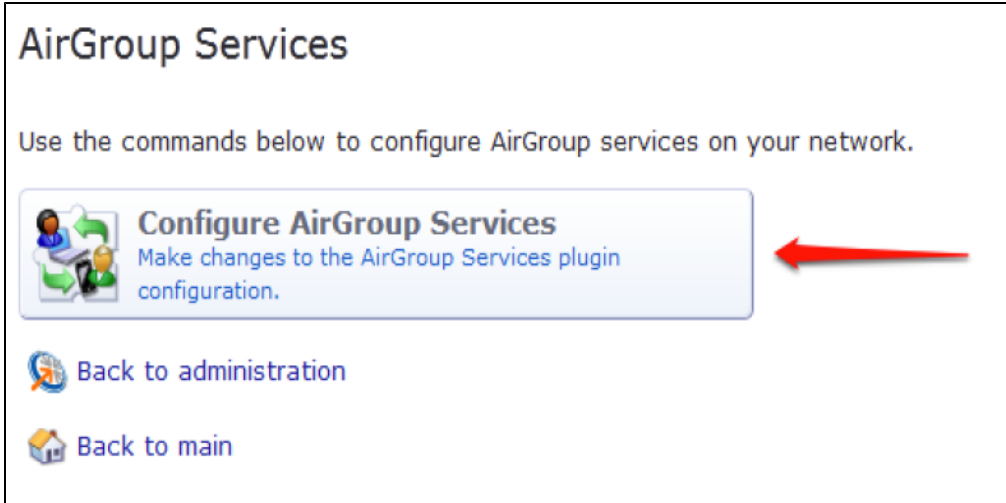 AirGroup Services
Use the commands below to configure AirGroup services on your network.
Configure AirGroup Services
Make changes to the AirGroup Services plugin
configuration.
Back to administration
Back to main